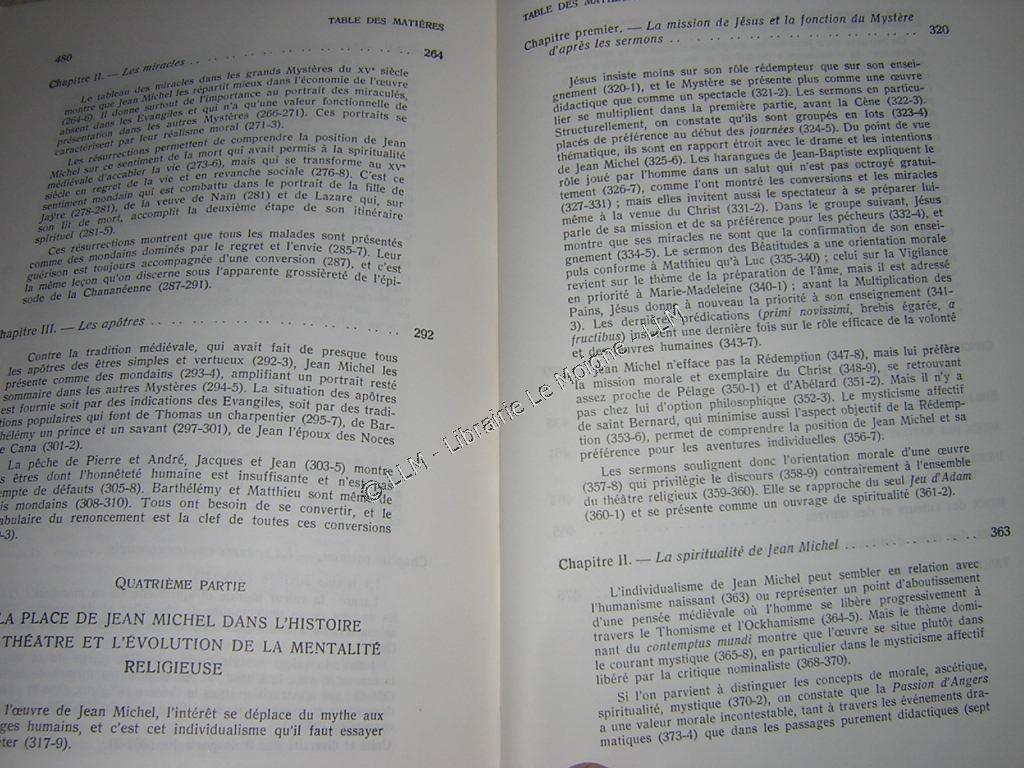 480
TABLE DES MATIÈRES
Chapitre II. — Les miracles . . . . . . . . . . . . . . . . . . 264
Le tableau des miracles dans les grands Mystères du XVᵉ siècle
montre que Jean Michel les répartit mieux dans l'économie de l'œuvre
(264-6). Il donne surtout de l'importance au portrait des miraculés,
absent dans les Evangiles et qui n'a qu'une valeur fonctionnelle de
présentation dans les autres Mystères (266-271). Ces portraits se
caractérisent par leur réalisme moral (271-3).
Les résurrections permettent de comprendre la position de Jean
Michel sur ce sentiment de la mort qui avait permis à la spiritualité
médiévale d'accabler la vie (273-6), mais qui se transforme au XVᵉ
siècle en regret de la vie et en revanche sociale (276-8). C'est ce
sentiment mondain qui est combattu dans le portrait de la fille de
Jaÿre (278-281), de la veuve de Naïn (281) et de Lazare qui, sur
son lit de mort, accomplit la deuxième étape de son itinéraire
spirituel (281-5).
Ces résurrections montrent que tous les malades sont présentés
comme des mondains dominés par le regret et l'envie (285-7). Leur
guérison est toujours accompagnée d'une conversion (287), et c'est
la même leçon qu'on discerne sous l'apparente grossièreté de l'épi-
sode de la Chananéenne (287-291).
Chapitre III. — Les apôtres . . . . . . . . . . . . . . . . . . 292
Contre la tradition médiévale, qui avait fait de presque tous
les apôtres des êtres simples et vertueux (292-3), Jean Michel les
présente comme des mondains (293-4), amplifiant un portrait resté
sommaire dans les autres Mystères (294-5). La situation des apôtres
est fournie soit par des indications des Evangiles, soit par des tradi-
tions populaires qui font de Thomas un charpentier (295-7), de Bar-
thélémy un prince et un savant (297-301), de Jean l'époux des Noces
de Cana (301-2).
La pêche de Pierre et André, Jacques et Jean (303-5) montre
des êtres dont l'honnêteté humaine est insuffisante et n'est pas
exempte de défauts (305-8). Barthélémy et Matthieu sont même de
vrais mondains (308-310). Tous ont besoin de se convertir, et le
vocabulaire du renoncement est la clef de toutes ces conversions
QUATRIÈME PARTIE
LA PLACE DE JEAN MICHEL DANS L'HISTOIRE
THÉATRE ET L'ÉVOLUTION DE LA MENTALITÉ
RELIGIEUSE
l'œuvre de Jean Michel, l'intérêt se déplace du mythe aux
humains, et c'est cet individualisme qu'il faut essayer
(317-9).
TABLE DES MATIÈRES
Chapitre premier. — La mission de Jésus et la fonction du Mystère
d'après les sermons . . . . . . . . . . . . . . . . . . 320
Jésus insiste moins sur son rôle rédempteur que sur son ensei-
gnement (320-1), et le Mystère se présente plus comme une œuvre
didactique que comme un spectacle (321-2). Les sermons en particu-
lier se multiplient dans la première partie, avant la Cène (322-3).
Structurellement, on constate qu'ils sont groupés en lots (323-4)
placés de préférence au début des journées (324-5). Du point de vue
thématique, ils sont en rapport étroit avec le drame et les intentions
de Jean Michel (325-6). Les harangues de Jean-Baptiste expliquent le
rôle joué par l'homme dans un salut qui n'est pas octroyé gratui-
tement (326-7), comme l'ont montré les conversions et les miracles
(327-331) ; mais elles invitent aussi le spectateur à se préparer lui-
même à la venue du Christ (331-2). Dans le groupe suivant, Jésus
parle de sa mission et de sa préférence pour les pécheurs (332-4), et
montre que ses miracles ne sont que la confirmation de son ensei-
gnement (334-5). Le sermon des Béatitudes a une orientation morale
puls conforme à Matthieu qu'à Luc (335-340) ; celui sur la Vigilance
revient sur le thème de la préparation de l'âme, mais il est adressé
en priorité à Marie-Madeleine (340-1) ; avant la Multiplication des
Pains, Jésus donne à nouveau la priorité à son enseignement (341-
3). Les dernières prédications (primi novissimi, brebis égarée, a
fructibus) insistent une dernière fois sur le rôle efficace de la volonté
et des œuvres humaines (343-7).
Jean Michel n'efface pas la Rédemption (347-8), mais lui préfère
la mission morale et exemplaire du Christ (348-9), se retrouvant
assez proche de Pélage (350-1) et d'Abélard (351-2). Mais il n'y a
pas chez lui d'option philosophique (352-3). Le mysticisme affectif
de saint Bernard, qui minimise aussi l'aspect objectif de la Rédemp-
tion (353-6), permet de comprendre la position de Jean Michel et sa
préférence pour les aventures individuelles (356-7).
Les sermons soulignent donc l'orientation morale d'une œuvre
(357-8) qui privilégie le discours (358-9) contrairement à l'ensemble
du théâtre religieux (359-360). Elle se rapproche du seul Jeu d'Adam
(360-1) et se présente comme un ouvrage de spiritualité (361-2).
Chapitre II. — La spiritualité de Jean Michel . . . . . . . . . . . . 363
L'individualisme de Jean Michel peut sembler en relation avec
l'humanisme naissant (363) ou représenter un point d'aboutissement
d'une pensée médiévale où l'homme se libère progressivement à
travers le Thomisme et l'Ockhamisme (364-5). Mais le thème domi-
nant du contemptus mundi montre que l'œuvre se situe plutôt dans
le courant mystique (365-8), en particulier dans le mysticisme affectif
libéré par la critique nominaliste (368-370).
Si l'on parvient à distinguer les concepts de morale, ascétique,
spiritualité, mystique (370-2), on constate que la Passion d'Angers
a une valeur morale incontestable, tant à travers les événements dra-
matiques (373-4) que dans les passages purement didactiques (sept
© LLM - Librairie Le Moigne - LLM